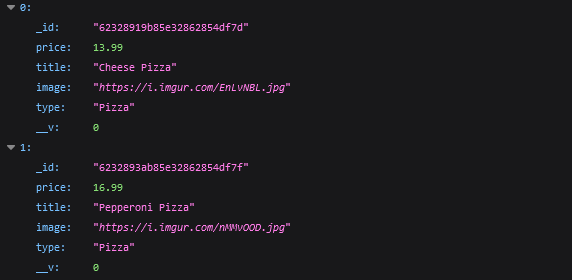 0:
_id: "62328919b85e32862854df7d"
price: 13.99
title: "Cheese Pizza"
image: "https://i.imgur.com/EnLvNBL.jpg"
type: "Pizza"
__v: 0
1:
_id: "6232893ab85e32862854df7f"
price: 16.99
title: "Pepperoni Pizza"
image: "https://i.imgur.com/nMMvOOD.jpg"
type: "Pizza"
__v: 0